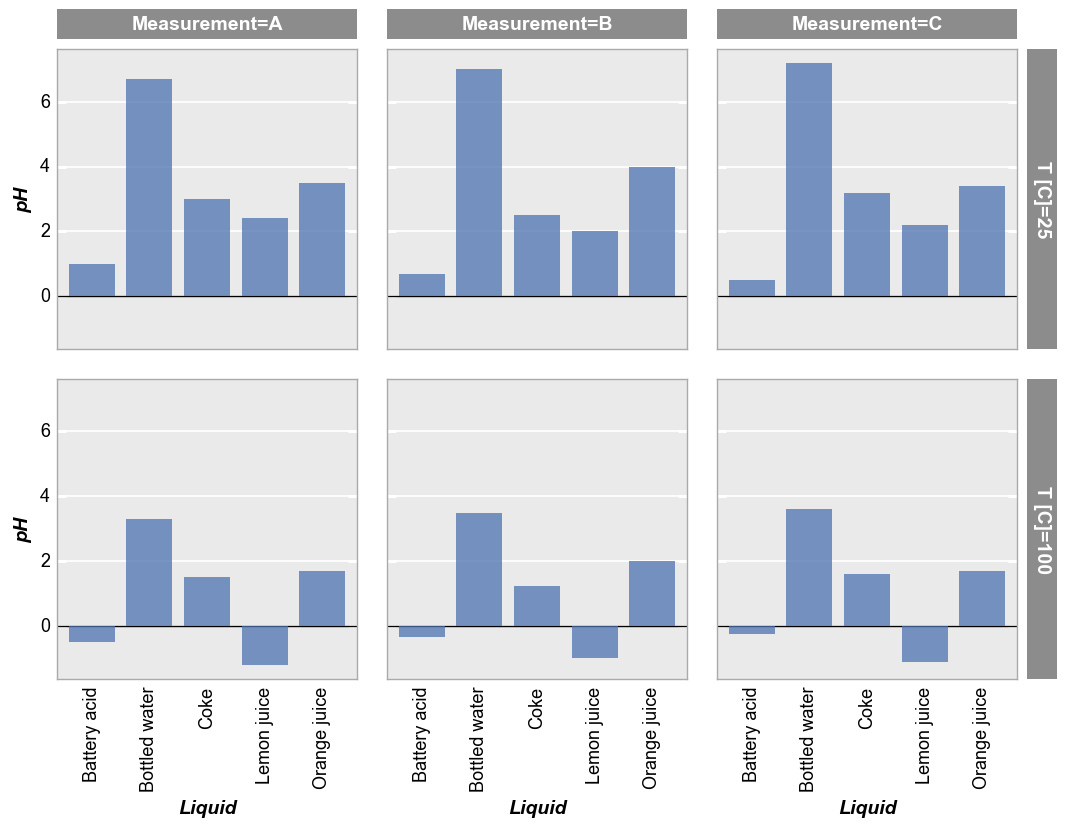 Measurement=A
Measurement=B
Measurement=C
6
4
2
0
pH
T [C]=25
6
4
2
0
pH
T [C]=100
Battery acid
Bottled water
Coke
Lemon juice
Orange juice
Battery acid
Bottled water
Coke
Lemon juice
Orange juice
Battery acid
Bottled water
Coke
Lemon juice
Orange juice
Liquid
Liquid
Liquid